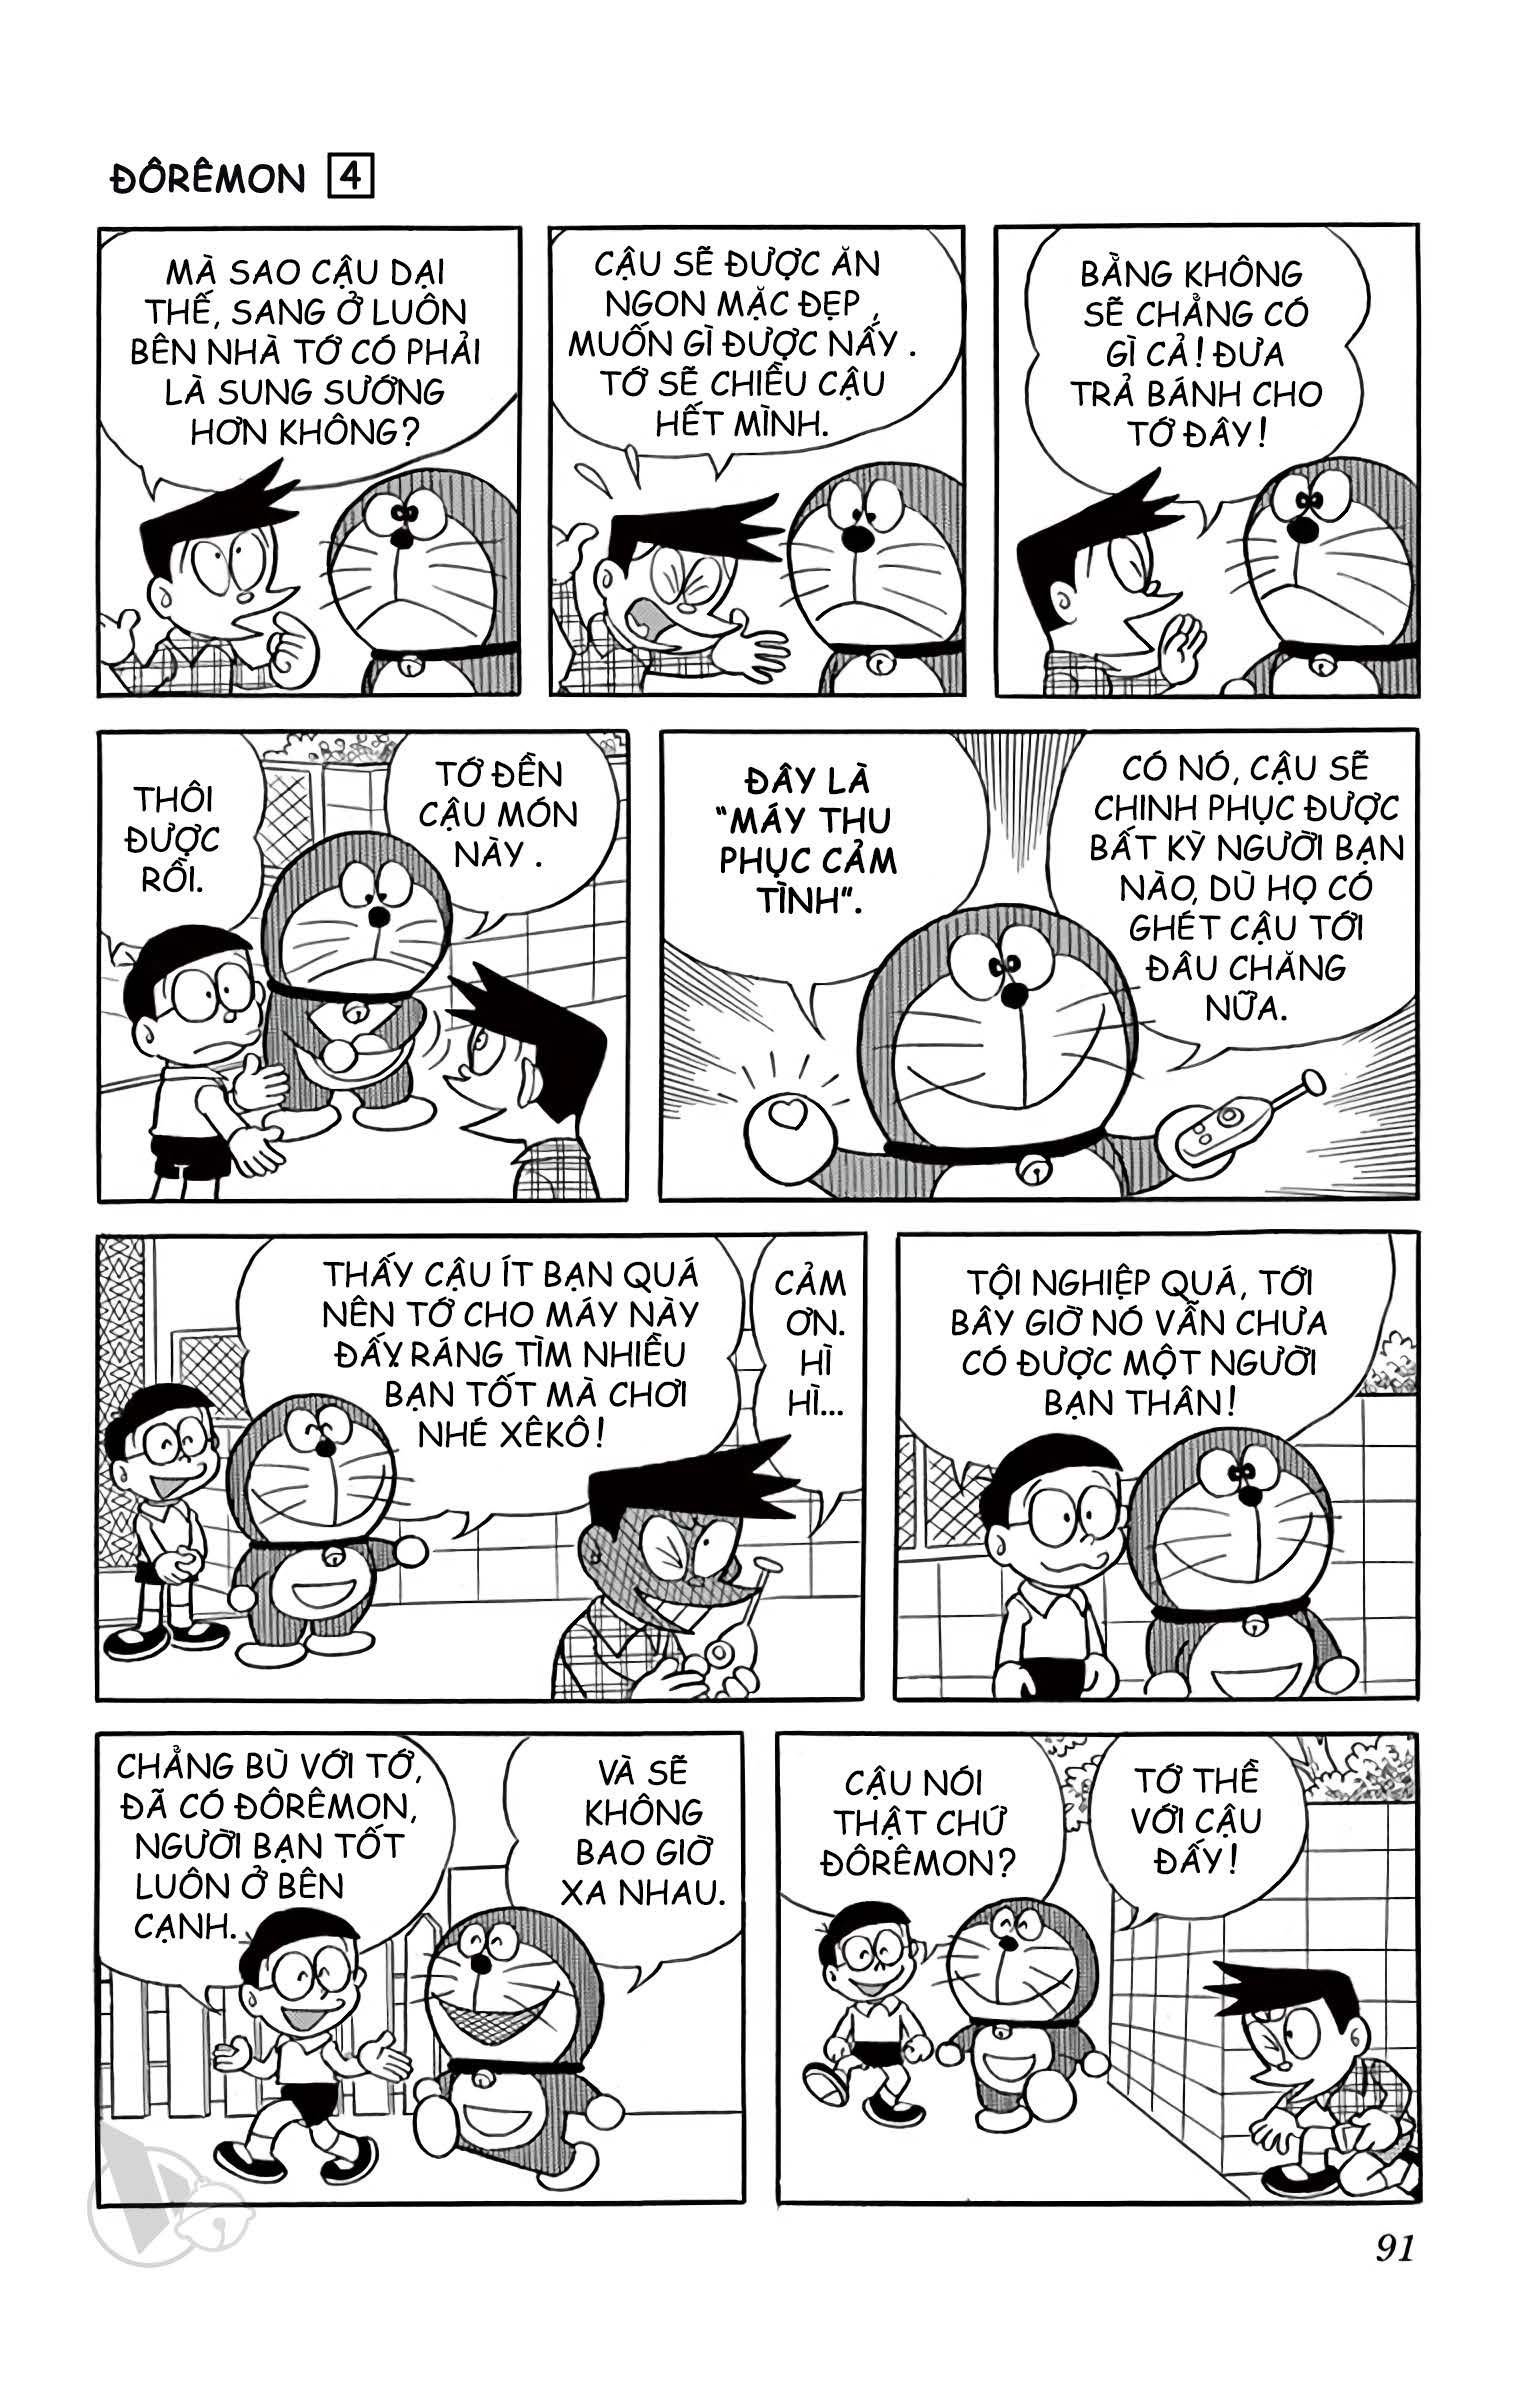 ĐÔRÊMON 4
MÀ SAO CẬU DẠI
THẾ, SANG Ở LUÔN
BÊN NHÀ TỚ CÓ PHẢI
LÀ SUNG SƯỚNG
HƠN KHÔNG?
CẬU SẼ ĐƯỢC ĂN
NGON MẶC ĐẸP,
MUỐN GÌ ĐƯỢC NẤY.
TỚ SẼ CHIỀU CẬU
HẾT MÌNH.
BẰNG KHÔNG
SẼ CHẲNG CÓ
GÌ CẢ! ĐƯA
TRẢ BÁNH CHO
TỚ ĐÂY!
THÔI
ĐƯỢC
RỒI.
TỚ ĐỀN
CẬU MÓN
NÀY.
ĐÂY LÀ
"MÁY THU
PHỤC CẢM
TÌNH".
CÓ NÓ, CẬU SẼ
CHINH PHỤC ĐƯỢC
BẤT KỲ NGƯỜI BẠN
NÀO, DÙ HỌ CÓ
GHÉT CẬU TỚI
ĐÂU CHĂNG
NỮA.
THẤY CẬU ÍT BẠN QUÁ
NÊN TỚ CHO MÁY NÀY
ĐẤY. RÁNG TÌM NHIỀU
BẠN TỐT MÀ CHƠI
NHÉ XÊKÔ!
CẢM
ƠN.
HÌ
HÌ...
TỘI NGHIỆP QUÁ, TỚI
BÂY GIỜ NÓ VẪN CHƯA
CÓ ĐƯỢC MỘT NGƯỜI
BẠN THÂN!
CHẲNG BÙ VỚI TỚ,
ĐÃ CÓ ĐÔRÊMON,
NGƯỜI BẠN TỐT
LUÔN Ở BÊN
CẠNH.
VÀ SẼ
KHÔNG
BAO GIỜ
XA NHAU.
CẬU NÓI
THẬT CHỨ
ĐÔRÊMON?
TỚ THỀ
VỚI CẬU
ĐẤY!
91